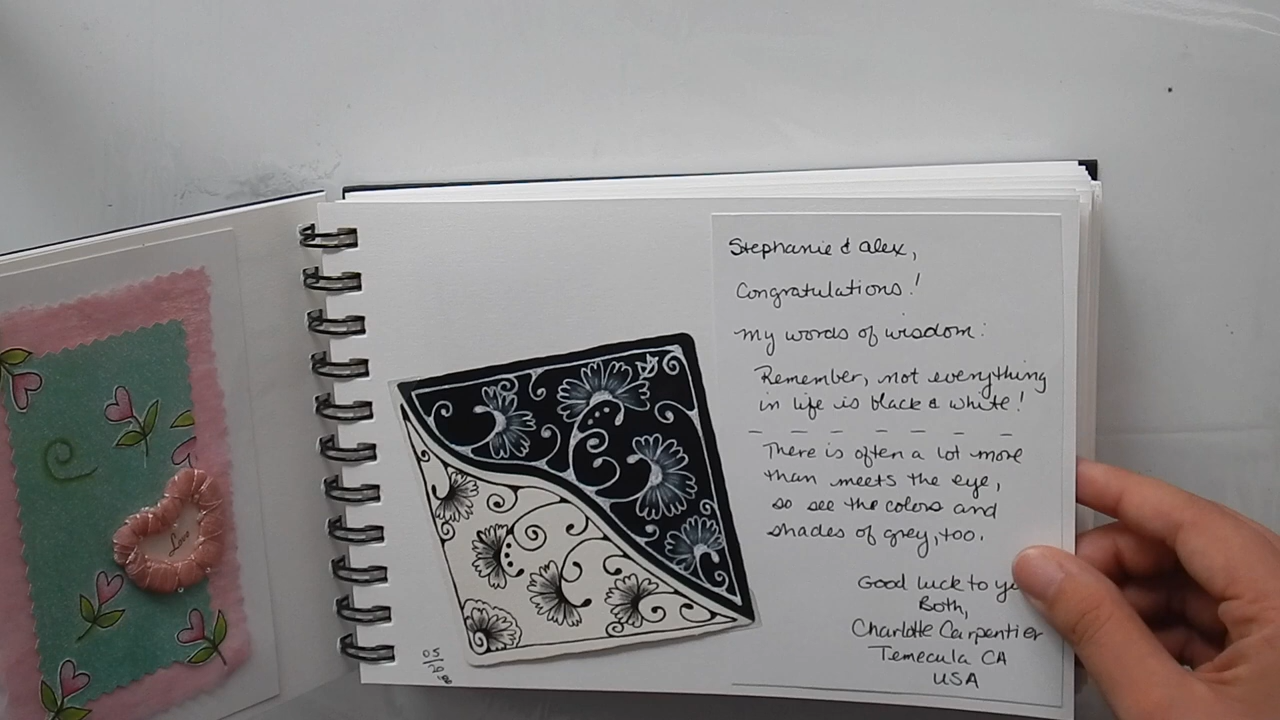 Love
Stephanie & Alex,
Congratulations!
My words of wisdom:
Remember, not everything
in life is black & white!
There is often a lot more
than meets the eye,
so see the colors and
shades of grey, too.
Good luck to
Both,
Charlotte Carpentier
Temecula CA
USA
05